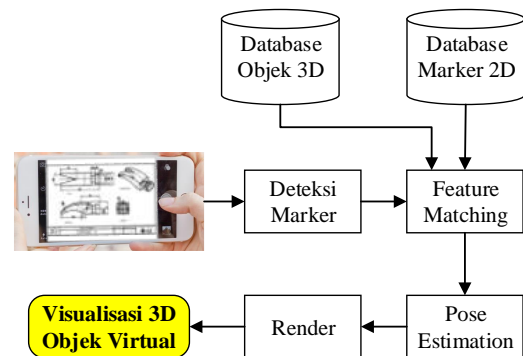 Database
Objek 3D
Database
Marker 2D
Deteksi
Marker
Feature
Matching
Visualisasi 3D
Objek Virtual
Render
Pose
Estimation